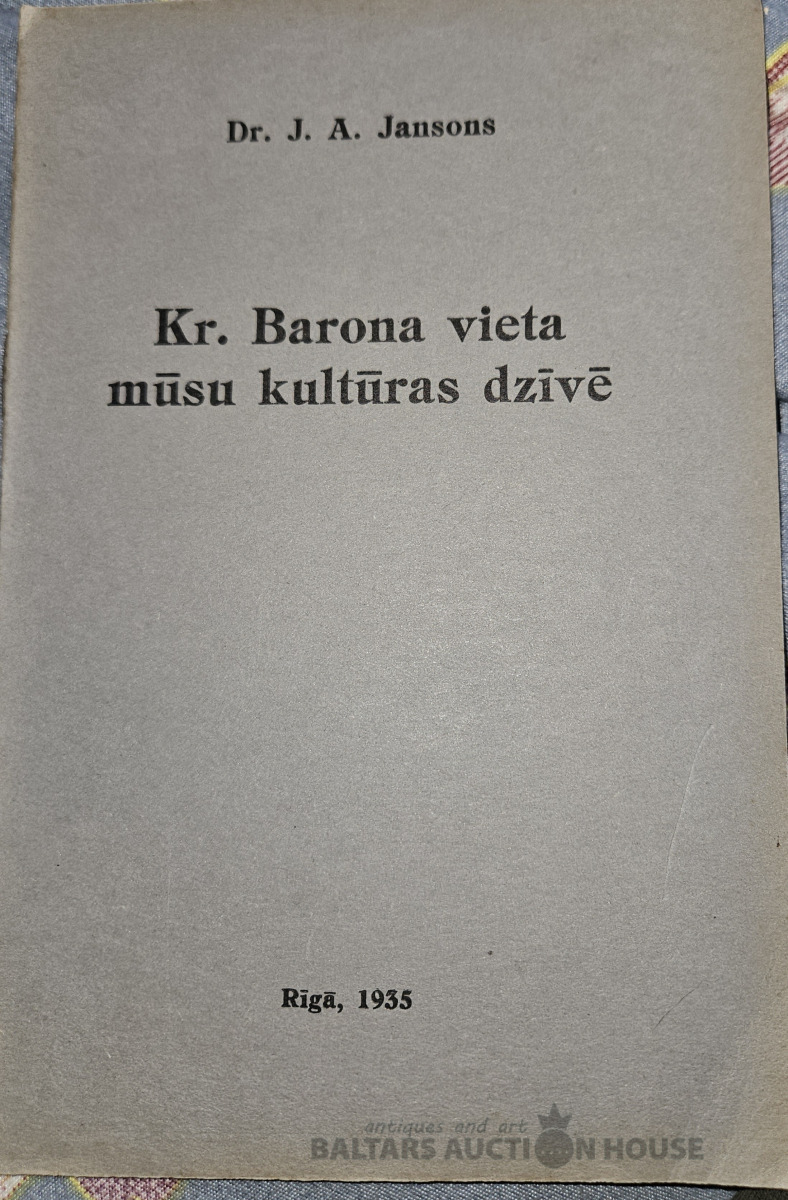 Dr. J. A. Jansons
Kr. Barona vieta
mūsu kultūras dzīvē
Rīgā, 1935
antiques and art
BALTARS AUCTION HOUSE